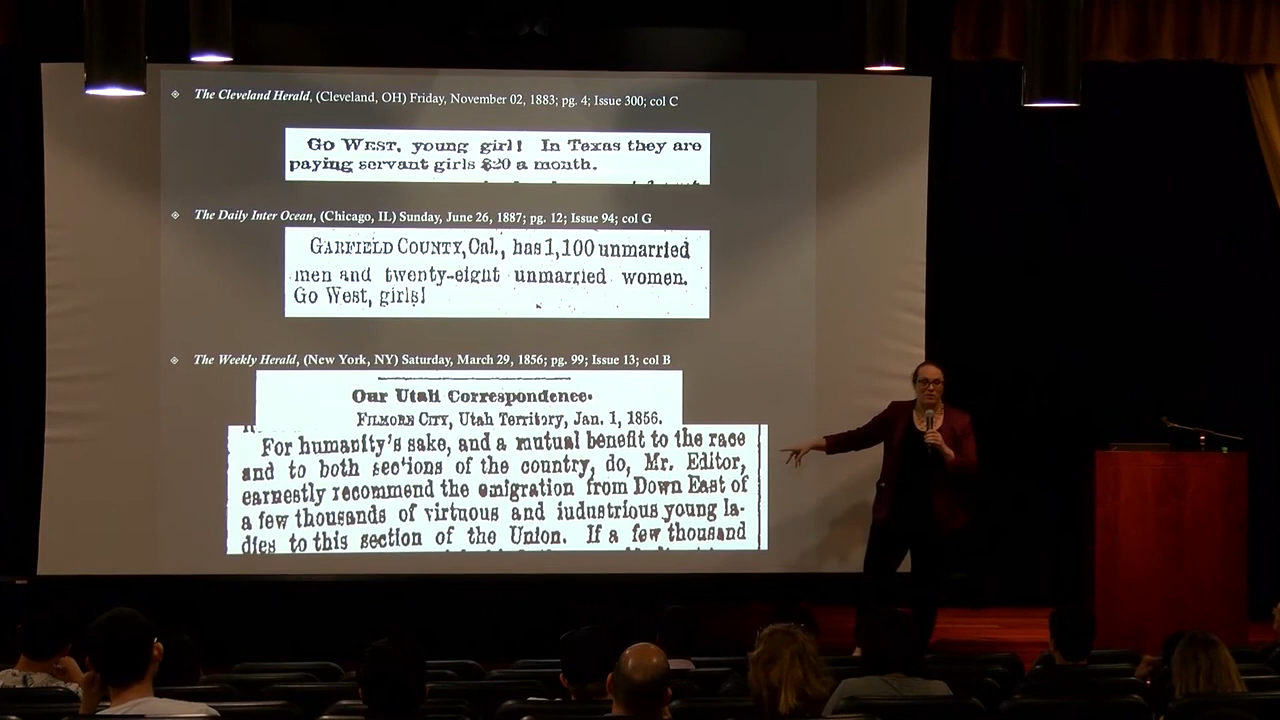 The Cleveland Herald, (Cleveland, OH) Friday, November 02, 1883; pg. 4; Issue 300; col C
Go West, young girl! In Texas they are
paying servant girls $20 a month.
The Daily Inter Ocean, (Chicago, IL) Sunday, June 26, 1887; pg. 12; Issue 94; col G
GARFIELD COUNTY, Cal., has 1,100 unmarried
men and twenty-eight unmarried women.
Go West, girls!
The Weekly Herald, (New York, NY) Saturday, March 29, 1856; pg. 99; Issue 13; col B
Our Utah Correspondence.
FILMORE CITY, Utah Territory, Jan. 1, 1856.
For humanity's sake, and a mutual benefit to the race
and to both sections of the country, do, Mr. Editor,
earnestly recommend the emigration from Down East of
a few thousands of virtuous and industrious young la-
dies to this section of the Union. If a few thousand